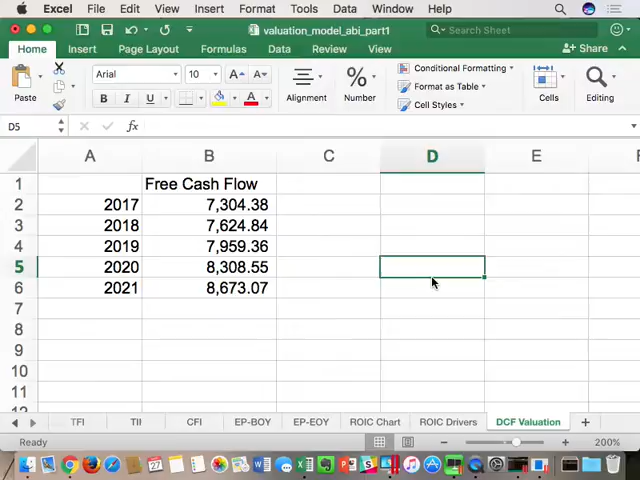 Excel File Edit View Insert Format Tools Data Window Help
valuation_model_abi_part1
Search Sheet
Home Insert Page Layout Formulas Data Review View
Share
Paste
Arial 10 A A
B I U A
Alignment
%
Number
Conditional Formatting
Format as Table
Cell Styles
Cells
Editing
D5 fx
A B C D E F
1 Free Cash Flow
2 2017 7,304.38
3 2018 7,624.84
4 2019 7,959.36
5 2020 8,308.55
6 2021 8,673.07
7
8
9
10
11
12
TFI TII CFI EP-BOY EP-EOY ROIC Chart ROIC Drivers DCF Valuation +
Ready 200%
27